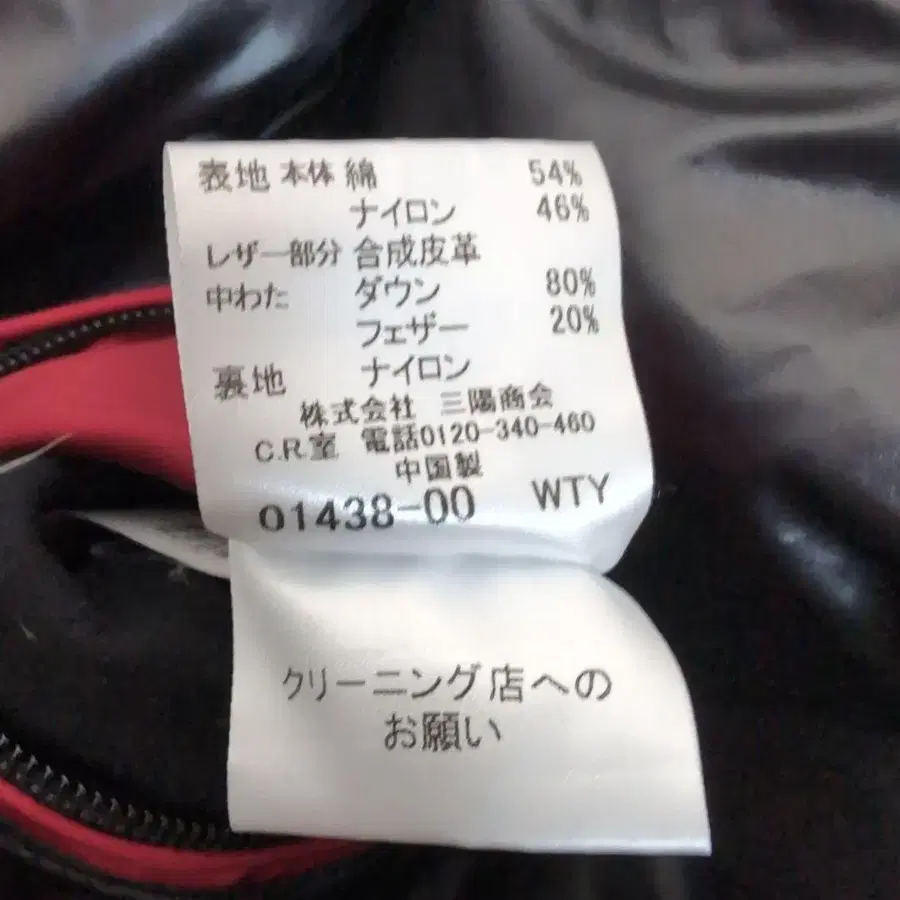 表地 本体 綿 54%
ナイロン 46%
レザー部分 合成皮革
中わた ダウン 80%
フェザー 20%
裏地 ナイロン
株式会社 三陽商会
C.R.室 電話0120-340-460
中国製
01438-00 WTY
クリーニング店への
お願い